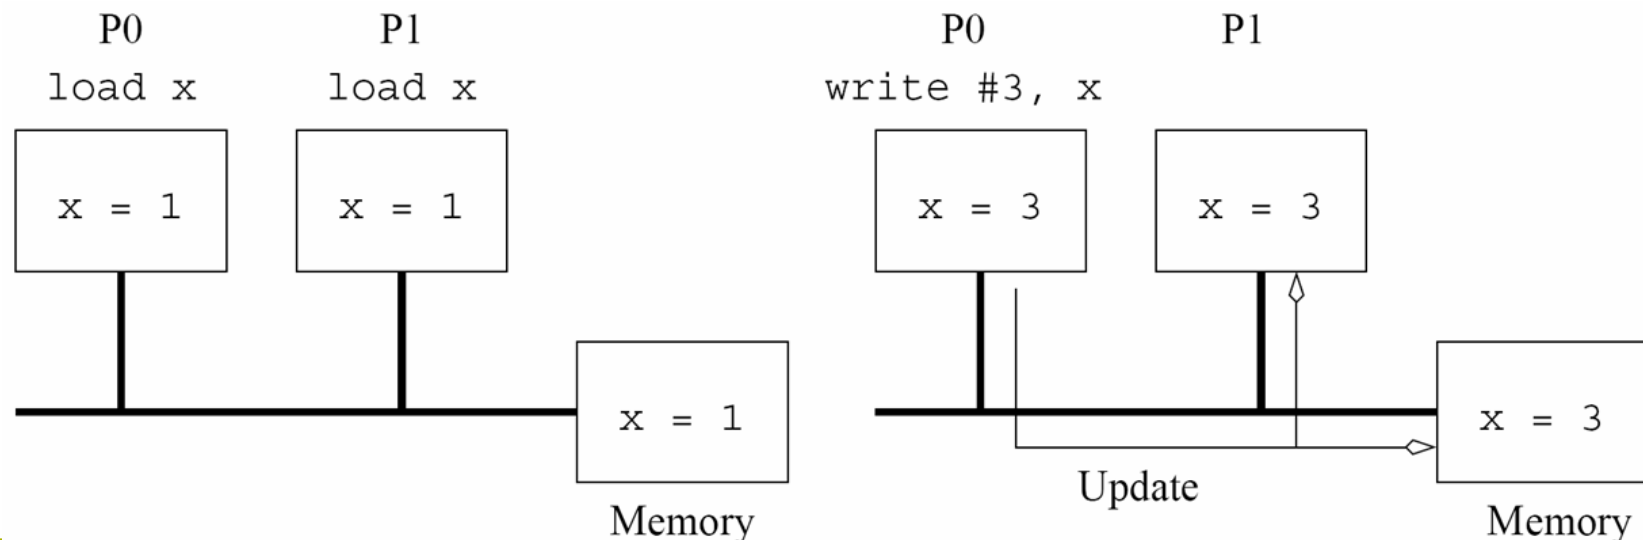 P0 P1 P0 P1
load x load x write #3, x
x = 1 x = 1 x = 3 x = 3
x = 1 x = 3
Update
Memory Memory